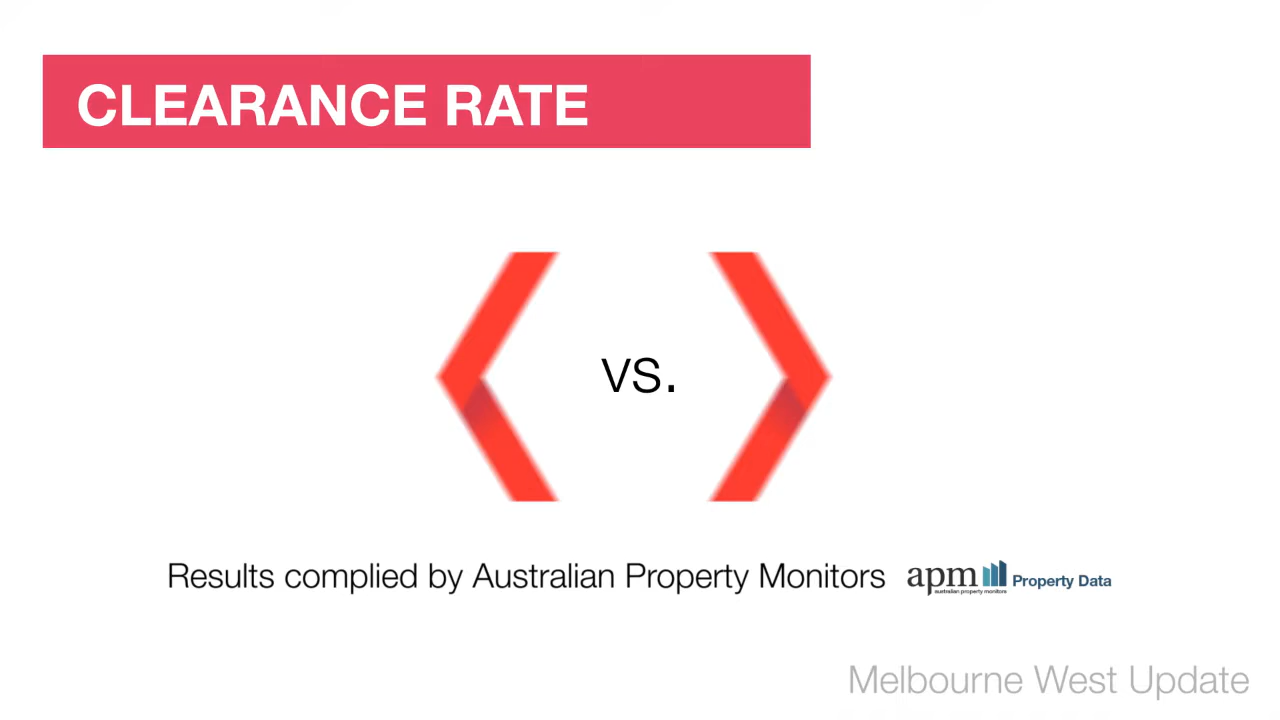 CLEARANCE RATE
vs.
Results complied by Australian Property Monitors
apm Property Data
australian property monitors
Melbourne West Update